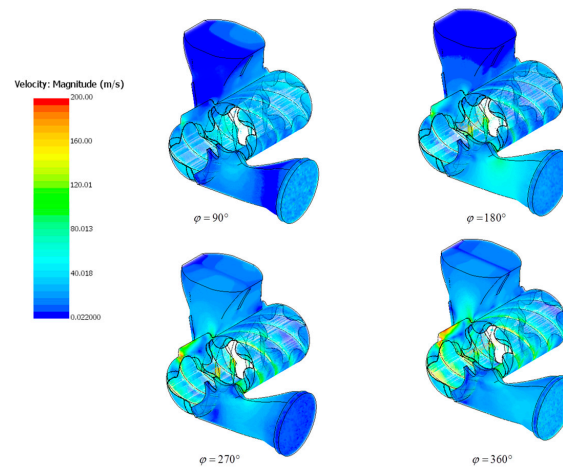 Velocity: Magnitude (m/s)
200.00
160.00
120.01
80.013
40.018
0.022000
φ = 90°
φ = 180°
φ = 270°
φ = 360°